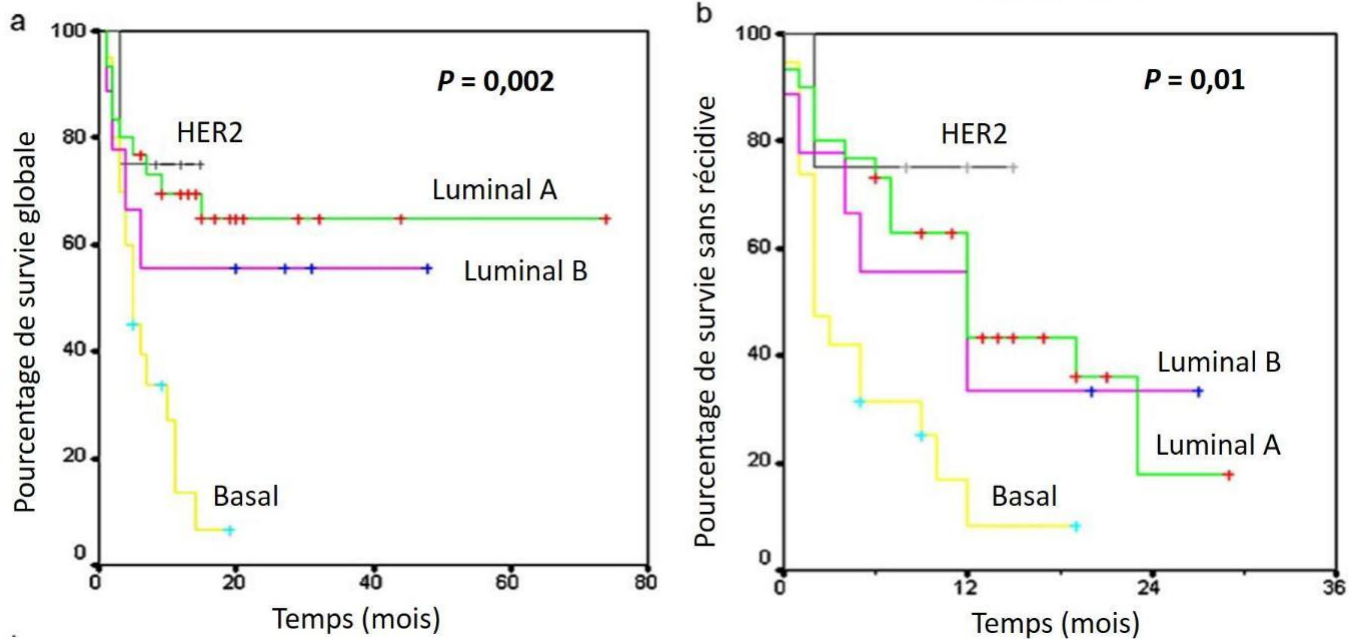 a
100
80
60
40
20
0
Pourcentage de survie globale
P = 0,002
HER2
Luminal A
Luminal B
Basal
0 20 40 60 80
Temps (mois)
b
100
80
60
40
20
0
Pourcentage de survie sans récidive
P = 0,01
HER2
Luminal B
Luminal A
Basal
0 12 24 36
Temps (mois)